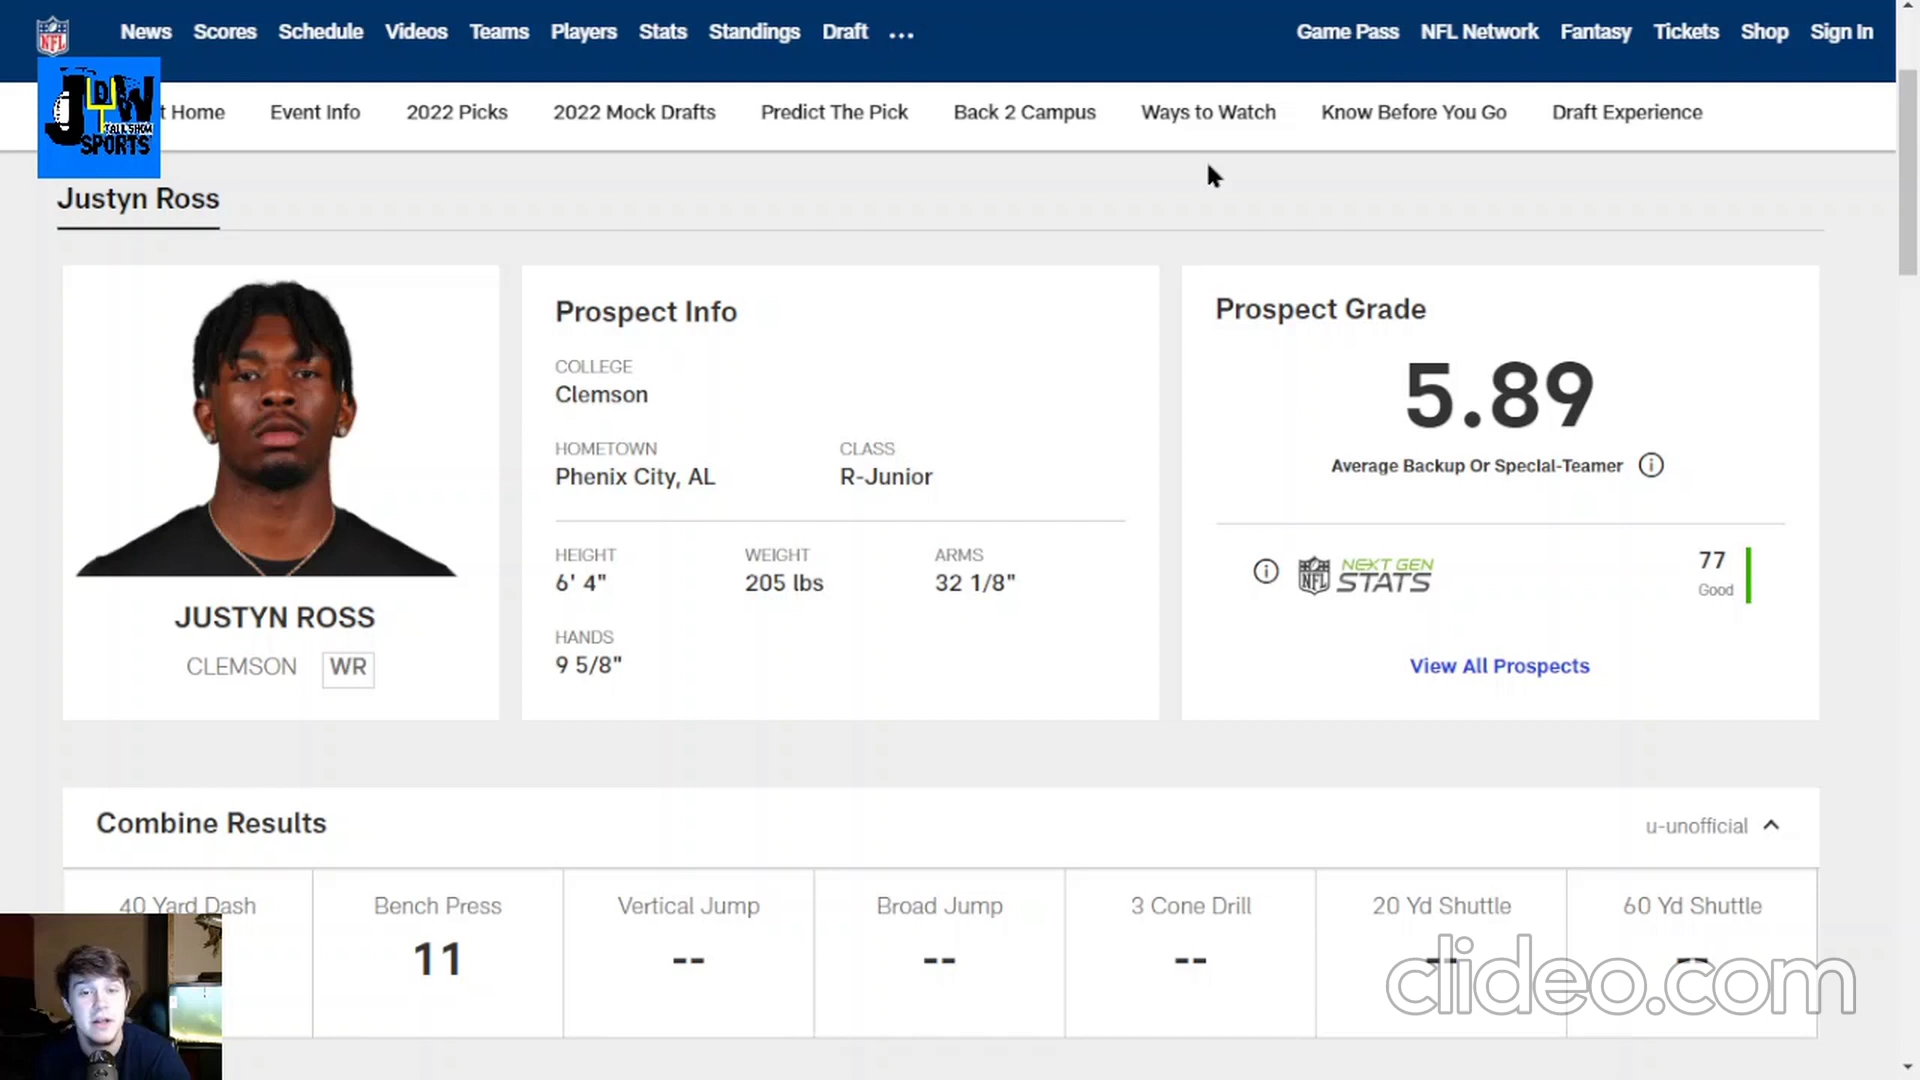 NFL
News Scores Schedule Videos Teams Players Stats Standings Draft ... Game Pass NFL Network Fantasy Tickets Shop Sign In
JDW
TALK SHOW
SPORTS
t Home Event Info 2022 Picks 2022 Mock Drafts Predict The Pick Back 2 Campus Ways to Watch Know Before You Go Draft Experience
Justyn Ross
JUSTYN ROSS
CLEMSON WR
Prospect Info
COLLEGE
Clemson
HOMETOWN CLASS
Phenix City, AL R-Junior
HEIGHT WEIGHT ARMS
6' 4" 205 lbs 32 1/8"
HANDS
9 5/8"
Prospect Grade
5.89
Average Backup Or Special-Teamer i
i NFL NEXT GEN STATS 77
Good
View All Prospects
Combine Results u-unofficial
40 Yard Dash Bench Press Vertical Jump Broad Jump 3 Cone Drill 20 Yd Shuttle 60 Yd Shuttle
11 -- -- -- -- --
clideo.com